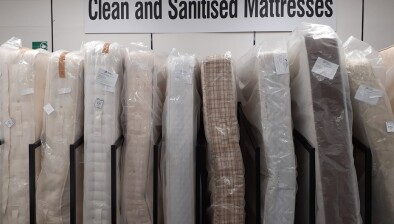 Clean and Sanitised Mattresses